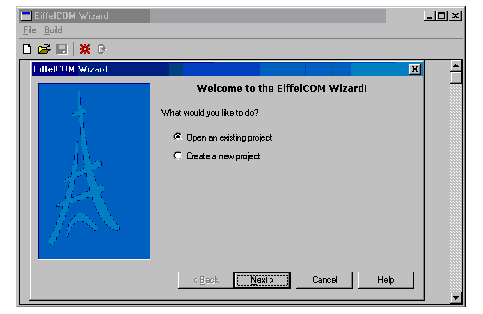 EiffelCOM Wizard
File Build
EiffelCOM Wizard
Welcome to the EiffelCOM Wizard!
What would you like to do?
Open an existing project
Create a new project
< Back Next > Cancel Help